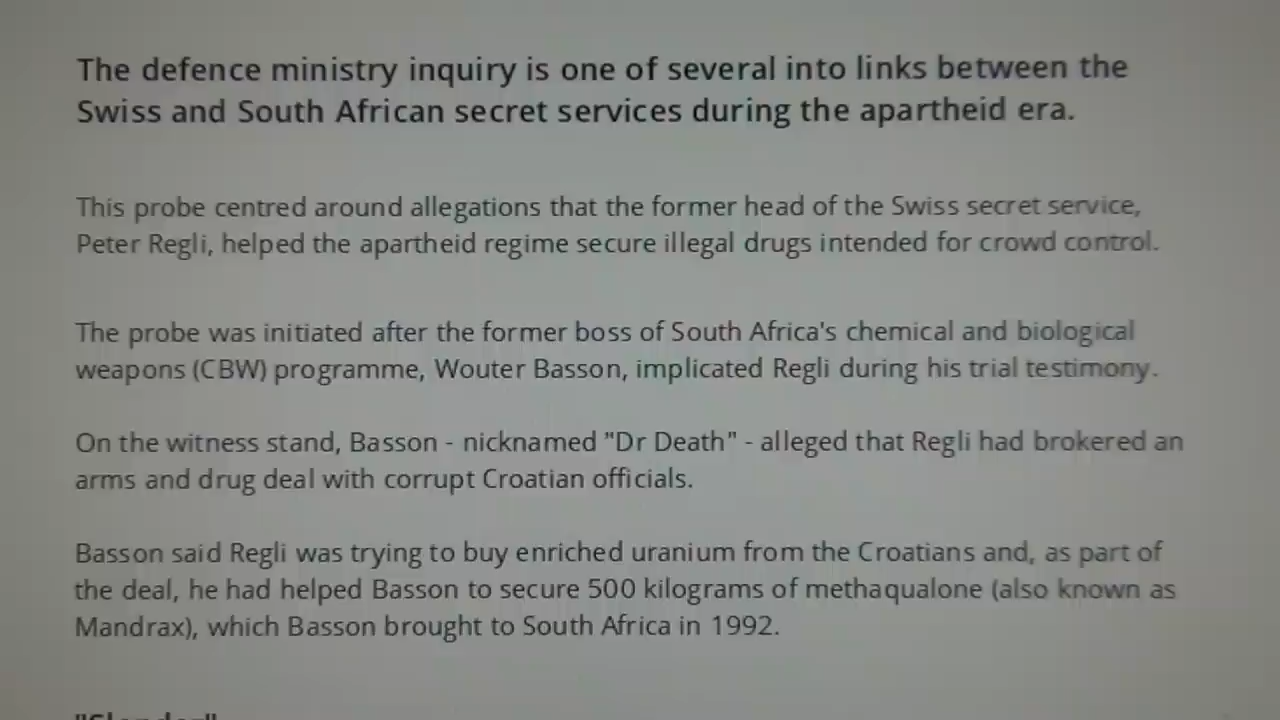 The defence ministry inquiry is one of several into links between the
Swiss and South African secret services during the apartheid era.
This probe centred around allegations that the former head of the Swiss secret service,
Peter Regli, helped the apartheid regime secure illegal drugs intended for crowd control.
The probe was initiated after the former boss of South Africa's chemical and biological
weapons (CBW) programme, Wouter Basson, implicated Regli during his trial testimony.
On the witness stand, Basson - nicknamed "Dr Death" - alleged that Regli had brokered an
arms and drug deal with corrupt Croatian officials.
Basson said Regli was trying to buy enriched uranium from the Croatians and, as part of
the deal, he had helped Basson to secure 500 kilograms of methaqualone (also known as
Mandrax), which Basson brought to South Africa in 1992.